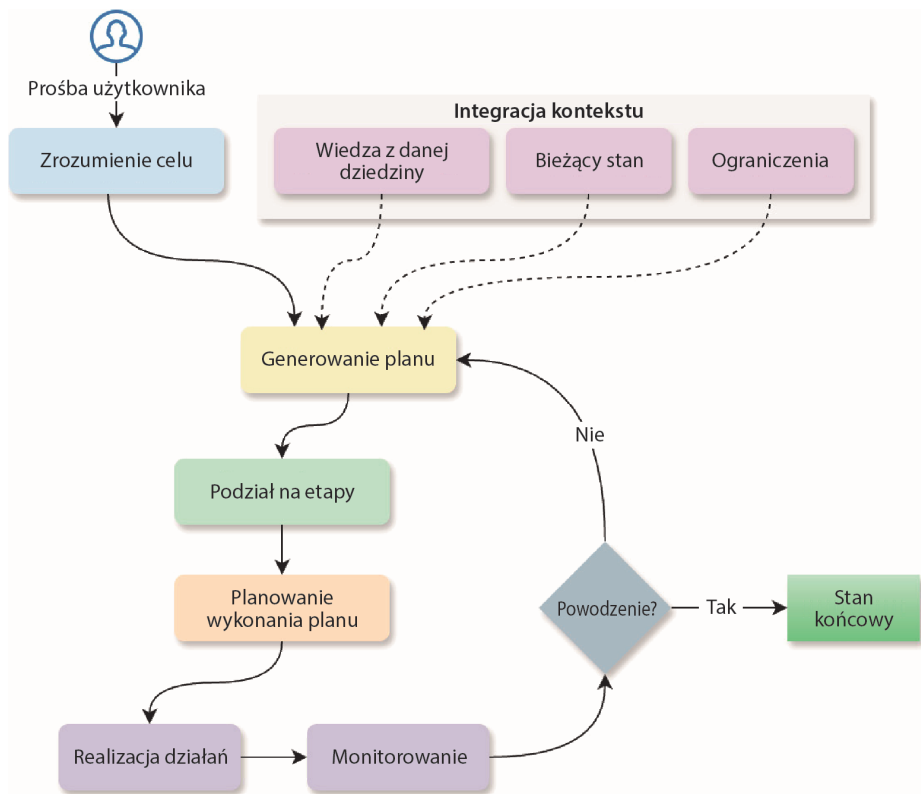 Prośba użytkownika
Integracja kontekstu
Zrozumienie celu
Wiedza z danej
dziedziny
Bieżący stan
Ograniczenia
Generowanie planu
Nie
Podział na etapy
Planowanie
wykonania planu
Powodzenie?
Tak
Stan
końcowy
Realizacja działań
Monitorowanie